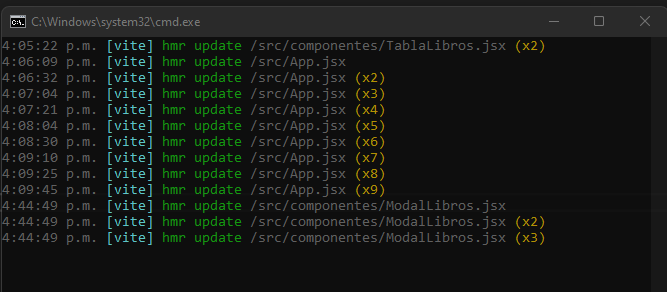 C:\Windows\system32\cmd.exe
4:05:22 p.m. [vite] hmr update /src/componentes/TablaLibros.jsx (x2)
4:06:09 p.m. [vite] hmr update /src/App.jsx
4:06:32 p.m. [vite] hmr update /src/App.jsx (x2)
4:07:04 p.m. [vite] hmr update /src/App.jsx (x3)
4:07:21 p.m. [vite] hmr update /src/App.jsx (x4)
4:08:04 p.m. [vite] hmr update /src/App.jsx (x5)
4:08:30 p.m. [vite] hmr update /src/App.jsx (x6)
4:09:10 p.m. [vite] hmr update /src/App.jsx (x7)
4:09:25 p.m. [vite] hmr update /src/App.jsx (x8)
4:09:45 p.m. [vite] hmr update /src/App.jsx (x9)
4:44:49 p.m. [vite] hmr update /src/componentes/ModalLibros.jsx
4:44:49 p.m. [vite] hmr update /src/componentes/ModalLibros.jsx (x2)
4:44:49 p.m. [vite] hmr update /src/componentes/ModalLibros.jsx (x3)